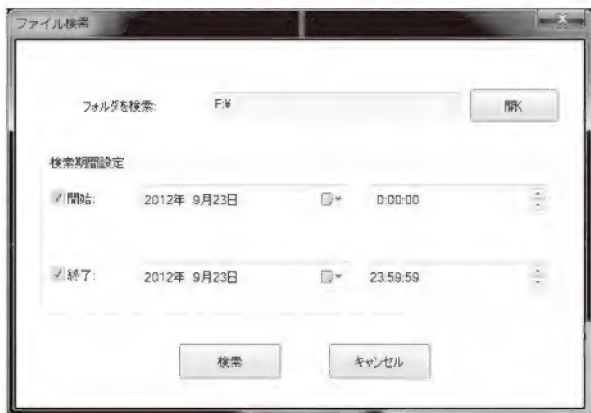 ファイル検索
フォルダを検索: F:¥ 開く
検索期間設定
開始: 2012年 9月23日 0:00:00
終了: 2012年 9月23日 23:59:59
検索 キャンセル